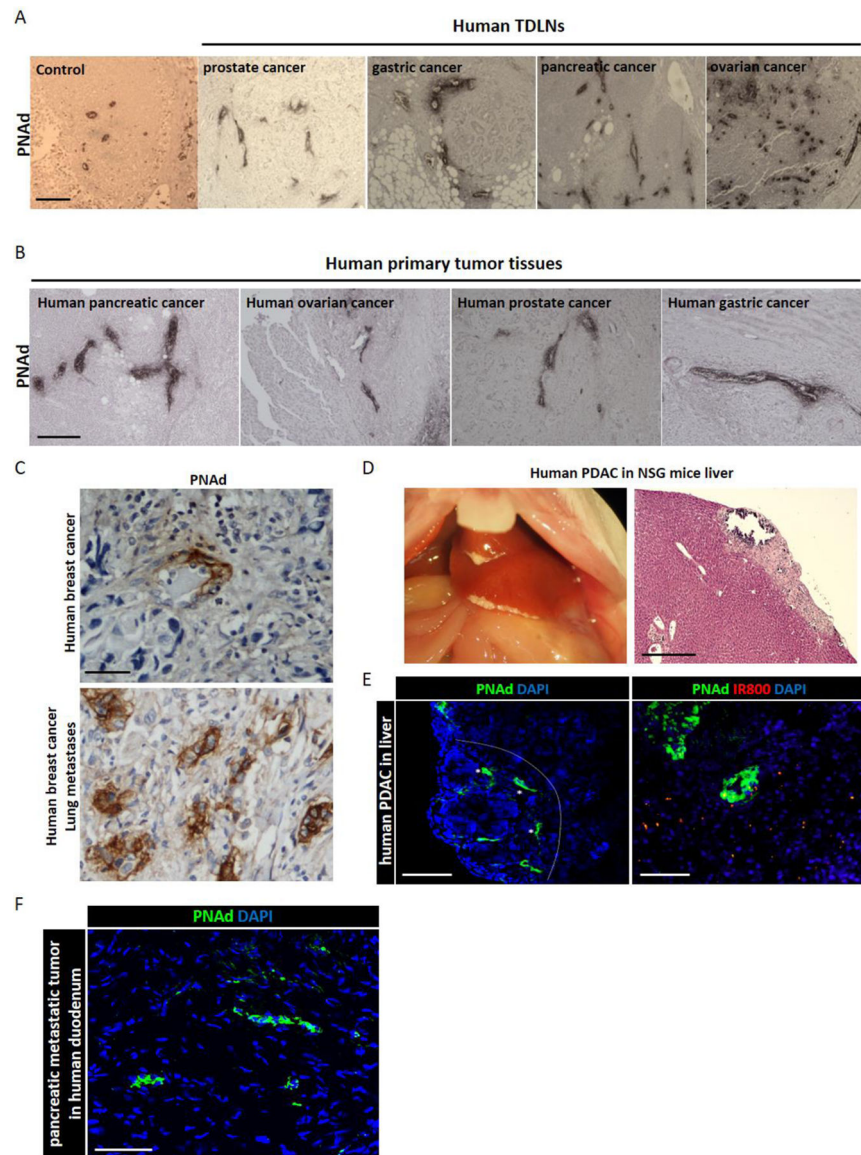 A
Human TDLNs
Control
prostate cancer
gastric cancer
pancreatic cancer
ovarian cancer
PNAd
B
Human primary tumor tissues
Human pancreatic cancer
Human ovarian cancer
Human prostate cancer
Human gastric cancer
PNAd
C
PNAd
Human breast cancer
Human breast cancer
Lung metastases
D
Human PDAC in NSG mice liver
E
PNAd DAPI
PNAd IR800 DAPI
human PDAC in liver
F
PNAd DAPI
pancreatic metastatic tumor
in human duodenum